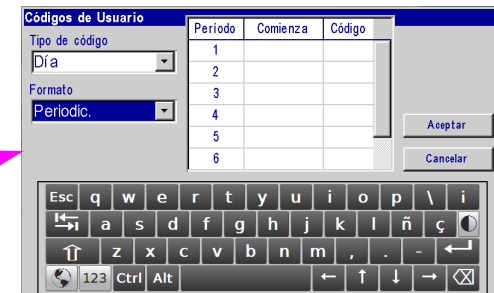 Códigos de Usuario
Tipo de código
Día
Formato
Periodic.
Período Comienza Código
1
2
3
4
5
6
Aceptar
Cancelar
Esc q w e r t y u i o p \ i
a s d f g h j k l ñ ç
z x c v b n m , . -
123 Ctrl Alt ← ↑ ↓ →